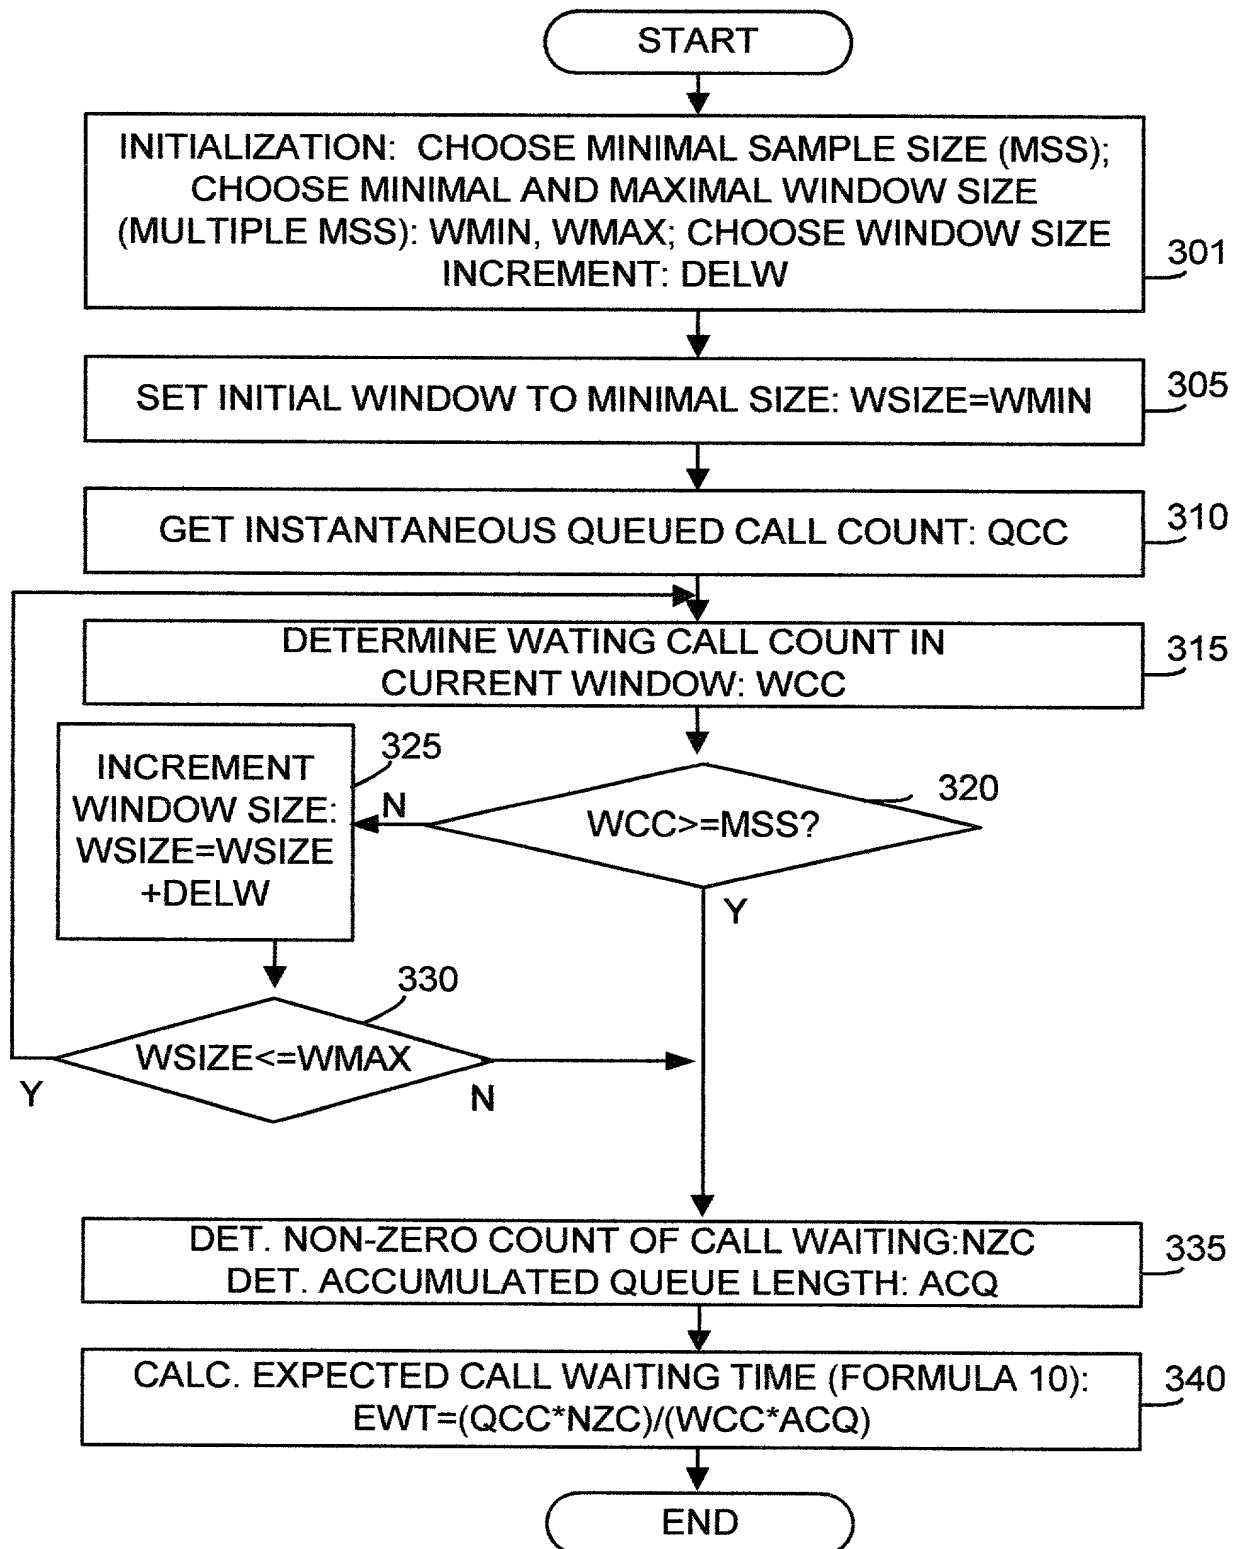 START
INITIALIZATION: CHOOSE MINIMAL SAMPLE SIZE (MSS);
CHOOSE MINIMAL AND MAXIMAL WINDOW SIZE
(MULTIPLE MSS): WMIN, WMAX; CHOOSE WINDOW SIZE
INCREMENT: DELW
301
SET INITIAL WINDOW TO MINIMAL SIZE: WSIZE=WMIN
305
GET INSTANTANEOUS QUEUED CALL COUNT: QCC
310
DETERMINE WATING CALL COUNT IN
CURRENT WINDOW: WCC
315
INCREMENT
WINDOW SIZE:
WSIZE=WSIZE
+DELW
325
N
WCC>=MSS?
320
Y
330
WSIZE<=WMAX
Y
N
DET. NON-ZERO COUNT OF CALL WAITING:NZC
DET. ACCUMULATED QUEUE LENGTH: ACQ
335
CALC. EXPECTED CALL WAITING TIME (FORMULA 10):
EWT=(QCC*NZC)/(WCC*ACQ)
340
END